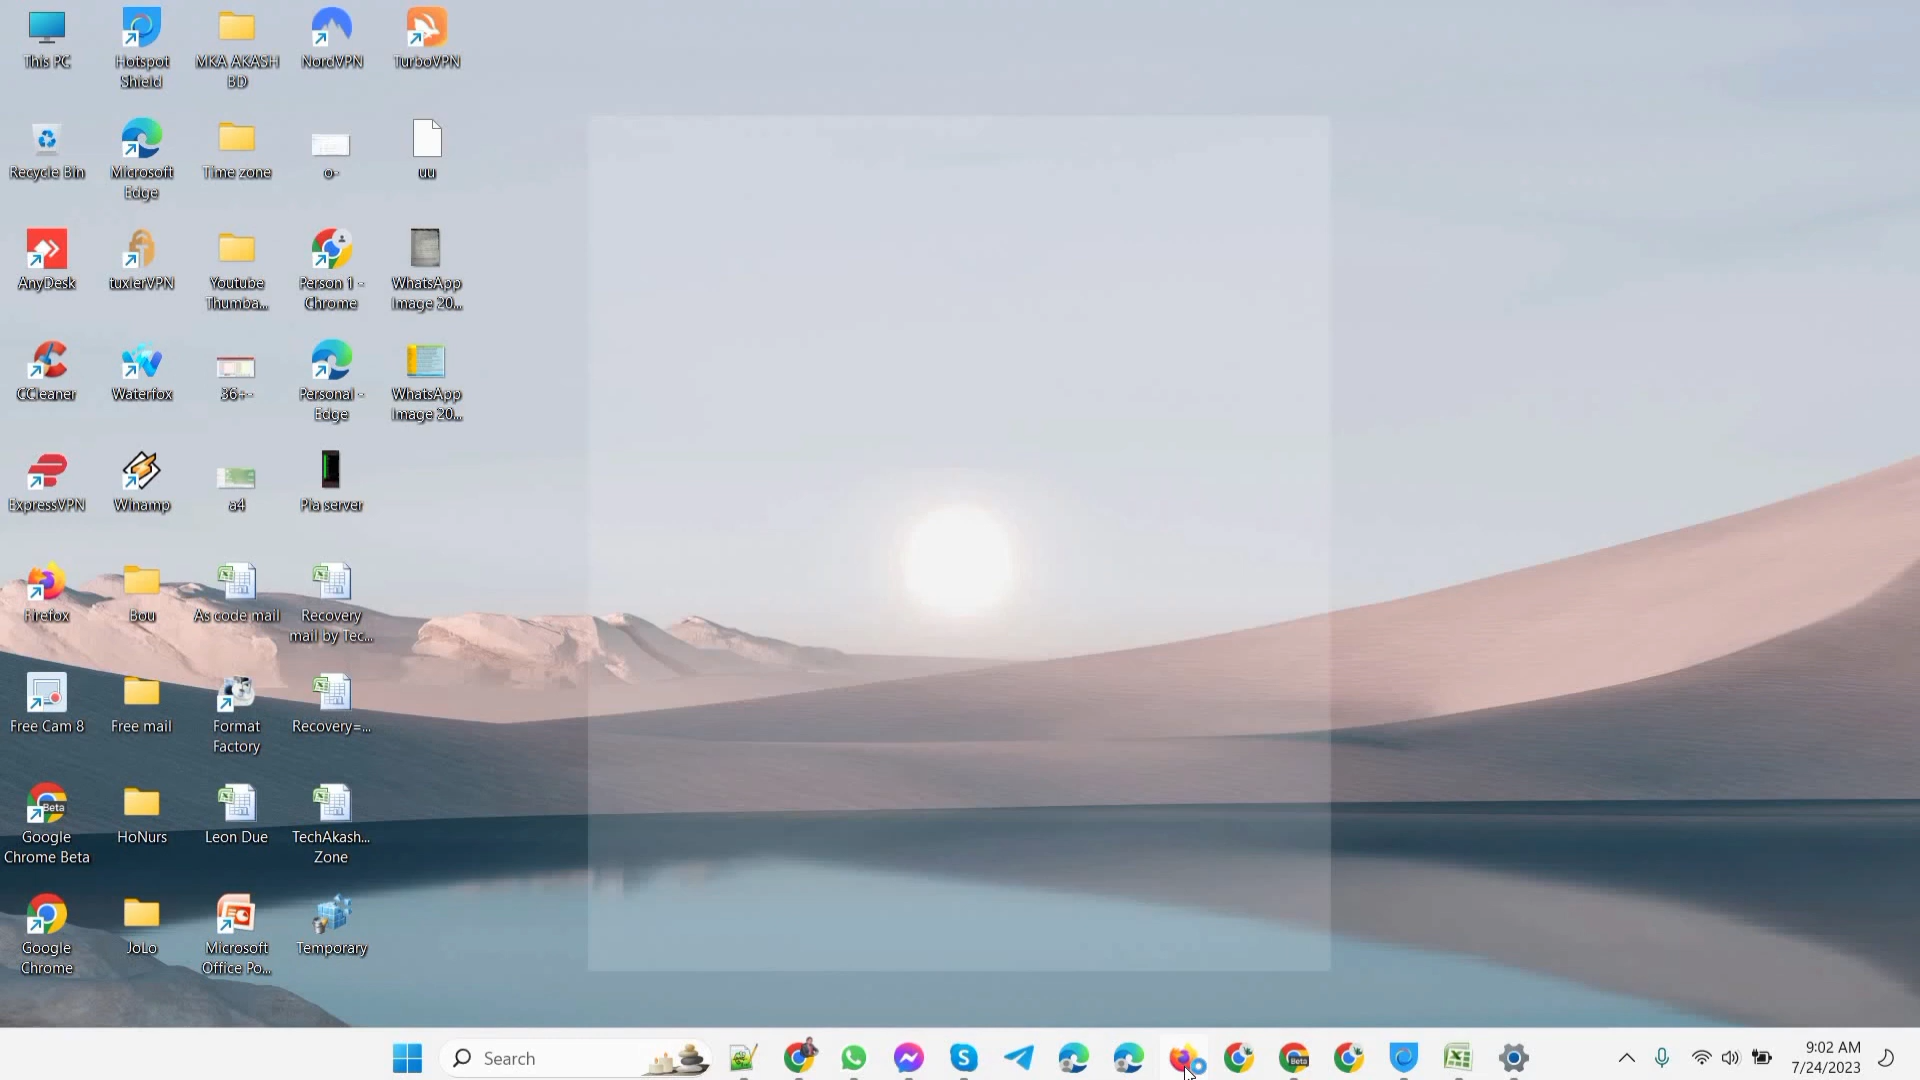 This PC
Hotspot
Shield
MKA AKASH
BD
NordVPN
TurboVPN
Recycle Bin
Microsoft
Edge
Time zone
o-
uu
AnyDesk
tuxlerVPN
Youtube
Thumba...
Person 1 -
Chrome
WhatsApp
Image 20...
CCleaner
Waterfox
36+-
Personal -
Edge
WhatsApp
Image 20...
ExpressVPN
Winamp
a4
Pia server
Firefox
Bou
As code mail
Recovery
mail by Tec...
Free Cam 8
Free mail
Format
Factory
Recovery=...
Beta
Google
Chrome Beta
HoNurs
Leon Due
TechAkash...
Zone
Google
Chrome
JoLo
Microsoft
Office Po...
Temporary
Search
Beta
9:02 AM
7/24/2023